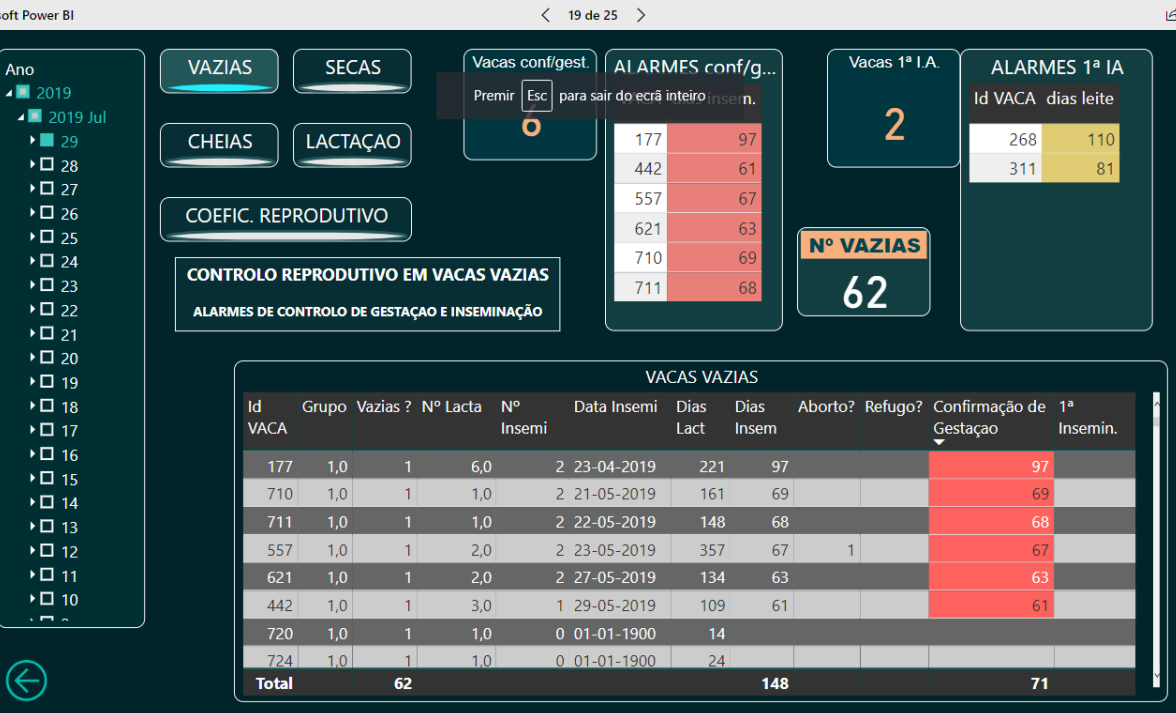 soft Power BI
19 de 25
Ano
2019
2019 Jul
29
28
27
26
25
24
23
22
21
20
19
18
17
16
15
14
13
12
11
10
VAZIAS
SECAS
CHEIAS
LACTAÇAO
COEFIC. REPRODUTIVO
CONTROLO REPRODUTIVO EM VACAS VAZIAS
ALARMES DE CONTROLO DE GESTAÇAO E INSEMINAÇÃO
Vacas conf/gest.
6
Premir Esc para sair do ecrã inteiro
ALARMES conf/g...
VACA dias insem.
177 97
442 61
557 67
621 63
710 69
711 68
Vacas 1ª I.A.
2
Nº VAZIAS
62
ALARMES 1ª IA
Id VACA dias leite
268 110
311 81
VACAS VAZIAS
Id VACA Grupo Vazias ? Nº Lacta Nº Insemi Data Insemi Dias Lact Dias Insem Aborto? Refugo? Confirmação de Gestaçao 1ª Insemin.
177 1,0 1 6,0 2 23-04-2019 221 97 97
710 1,0 1 1,0 2 21-05-2019 161 69 69
711 1,0 1 1,0 2 22-05-2019 148 68 68
557 1,0 1 2,0 2 23-05-2019 357 67 1 67
621 1,0 1 2,0 2 27-05-2019 134 63 63
442 1,0 1 3,0 1 29-05-2019 109 61 61
720 1,0 1 1,0 0 01-01-1900 14
724 1,0 1 1,0 0 01-01-1900 24
Total 62 148 71